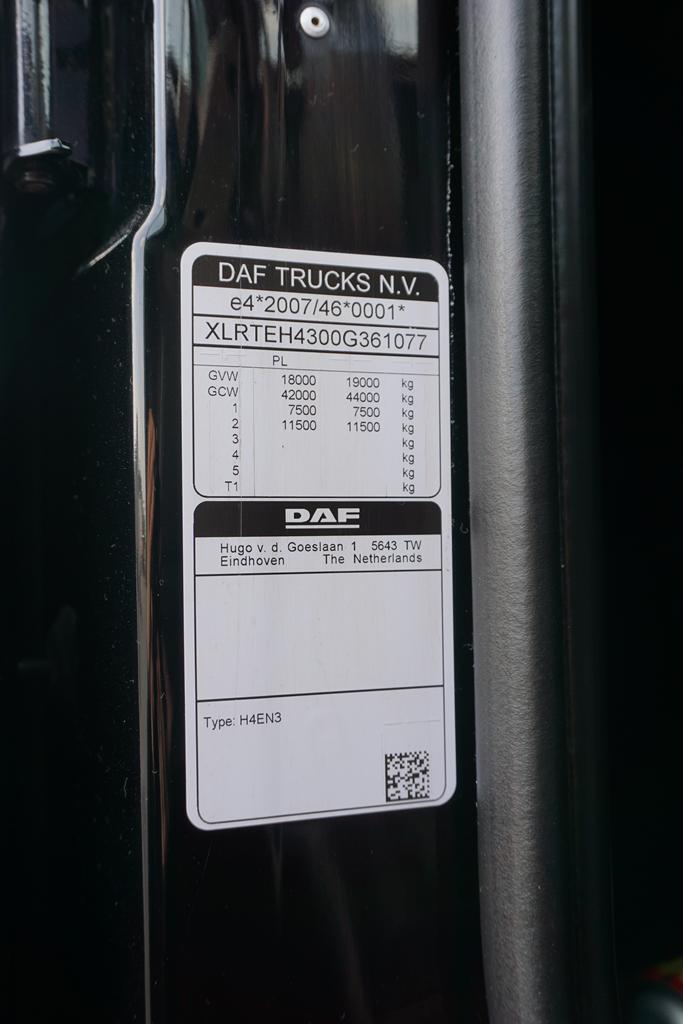 DAF TRUCKS N.V.
e4*2007/46*0001*
XLRTEH4300G361077
PL
GVW 18000 19000 kg
GCW 42000 44000 kg
1 7500 7500 kg
2 11500 11500 kg
3 kg
4 kg
5 kg
T1 kg
DAF
Hugo v. d. Goeslaan 1 5643 TW
Eindhoven The Netherlands
Type: H4EN3